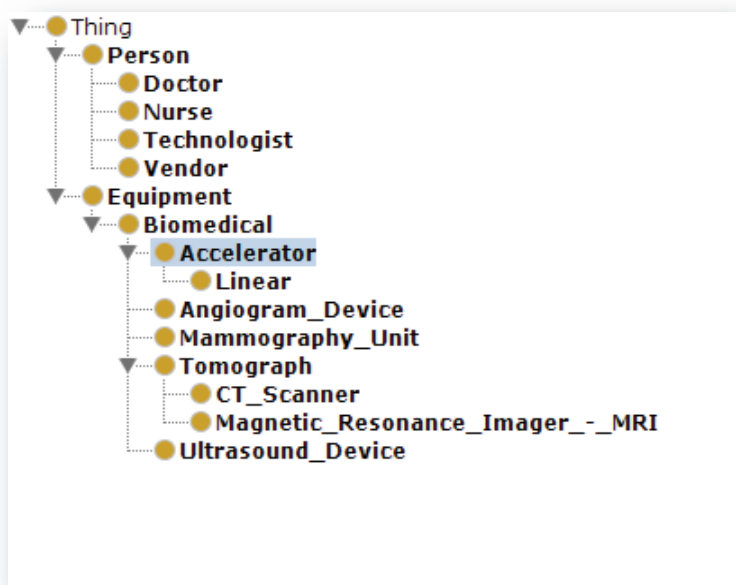 Thing
Person
Doctor
Nurse
Technologist
Vendor
Equipment
Biomedical
Accelerator
Linear
Angiogram_Device
Mammography_Unit
Tomograph
CT_Scanner
Magnetic_Resonance_Imager_-_MRI
Ultrasound_Device